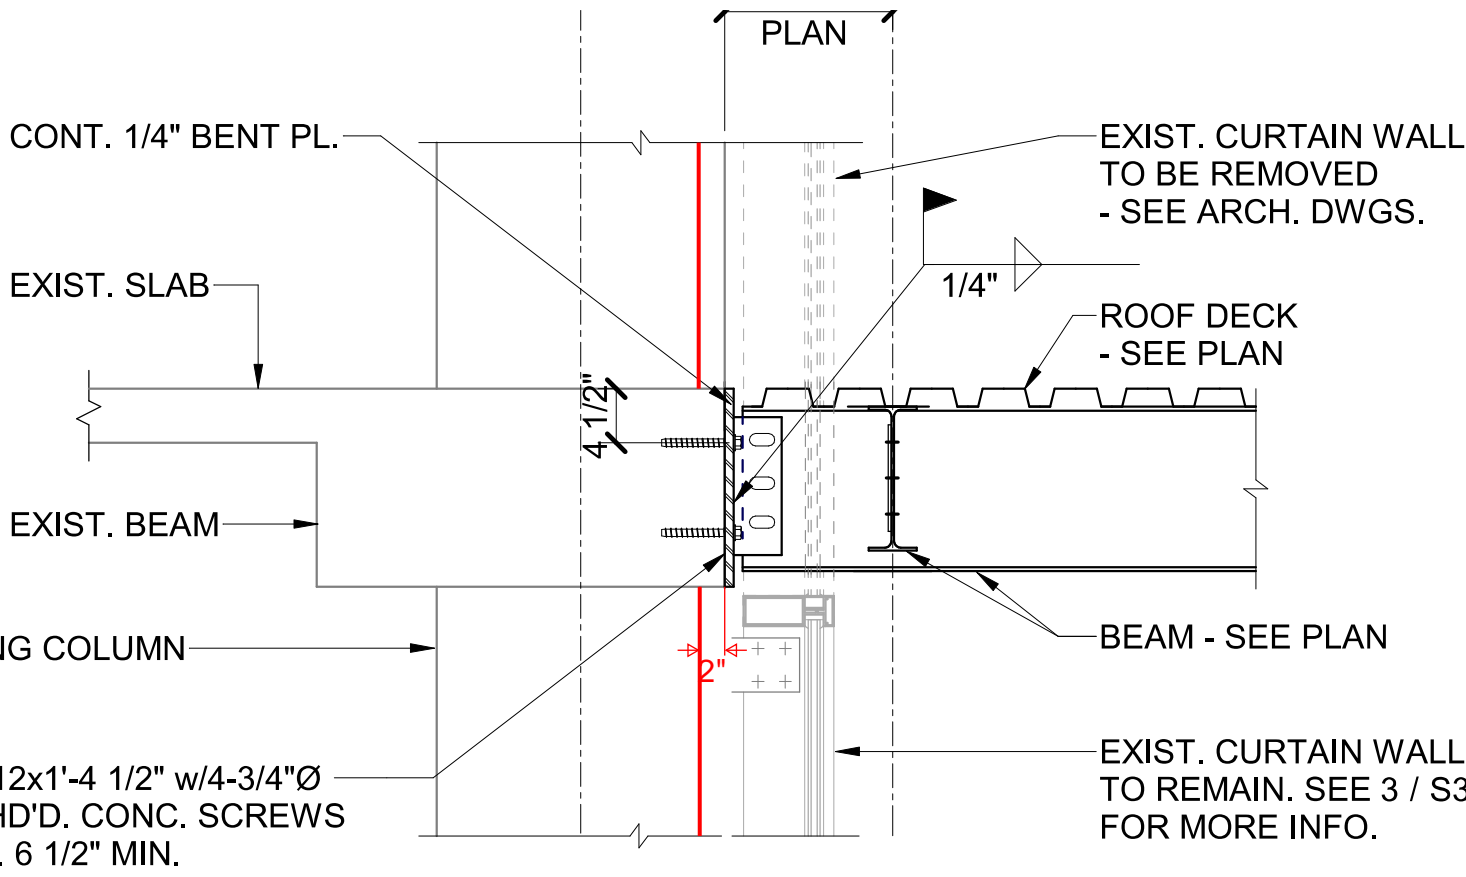 PLAN
CONT. 1/4" BENT PL.
EXIST. CURTAIN WALL
TO BE REMOVED
- SEE ARCH. DWGS.
EXIST. SLAB
1/4"
ROOF DECK
- SEE PLAN
4 1/2"
EXIST. BEAM
NG COLUMN
2"
BEAM - SEE PLAN
12x1'-4 1/2" w/4-3/4"Ø
HD'D. CONC. SCREWS
. 6 1/2" MIN.
EXIST. CURTAIN WALL
TO REMAIN. SEE 3 / S3
FOR MORE INFO.